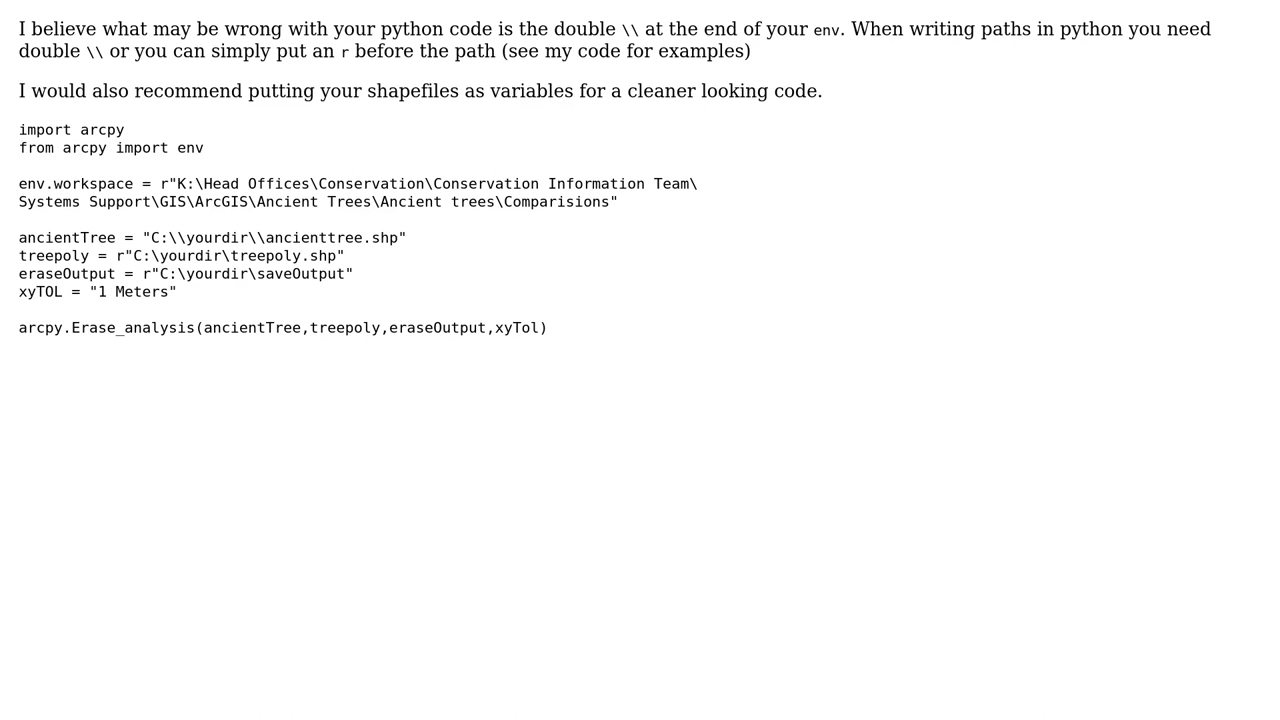 I believe what may be wrong with your python code is the double \\ at the end of your env. When writing paths in python you need
double \\ or you can simply put an r before the path (see my code for examples)
I would also recommend putting your shapefiles as variables for a cleaner looking code.
import arcpy
from arcpy import env
env.workspace = r"K:\Head Offices\Conservation\Conservation Information Team\
Systems Support\GIS\ArcGIS\Ancient Trees\Ancient trees\Comparisions"
ancientTree = "C:\\yourdir\\ancienttree.shp"
treepoly = r"C:\yourdir\treepoly.shp"
eraseOutput = r"C:\yourdir\saveOutput"
xyTOL = "1 Meters"
arcpy.Erase_analysis(ancientTree,treepoly,eraseOutput,xyTol)